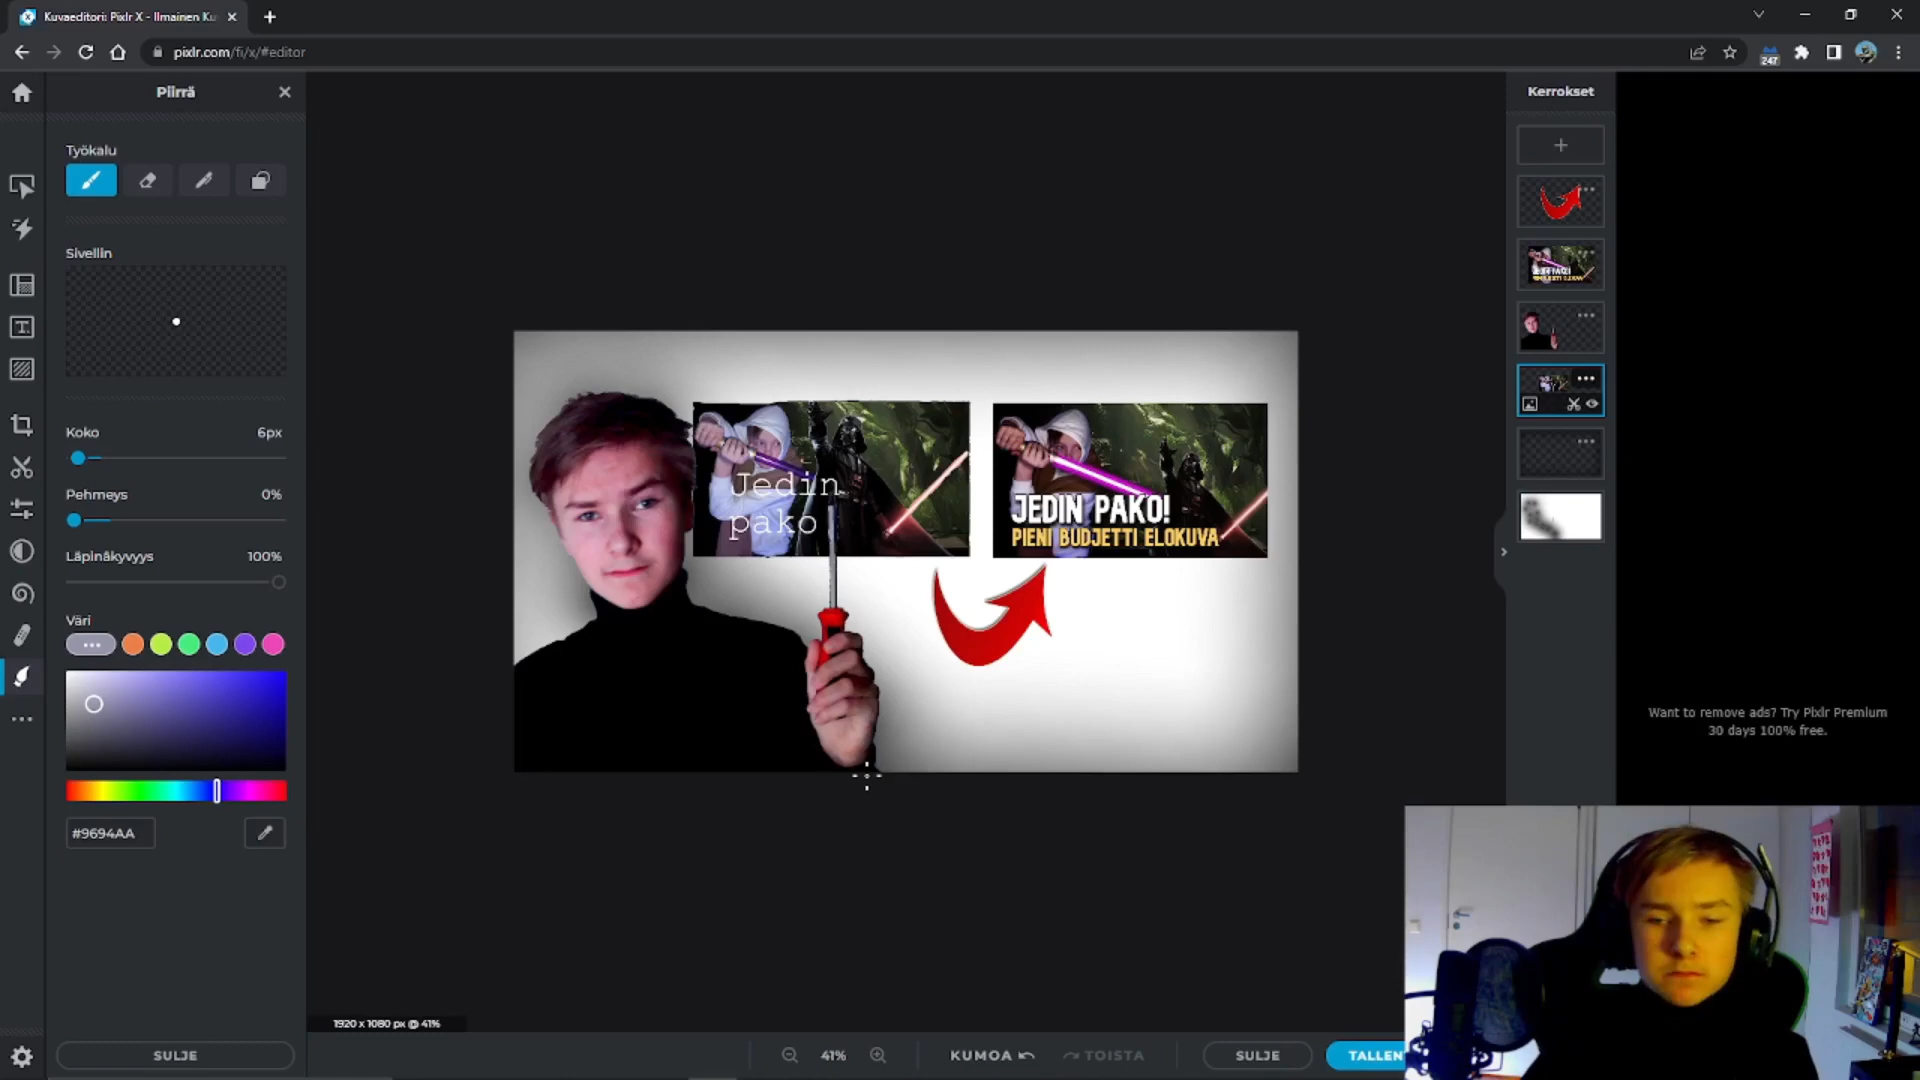 Kuvaeditori: Pixlr X - Ilmainen Ku
pixlr.com/fi/x/#editor
247
Piirrä
Kerrokset
Työkalu
Sivellin
Koko
6px
Pehmeys
0%
Läpinäkyvyys
100%
Väri
#9694AA
SULJE
Jedin
pako
JEDIN PAKO!
PIENI BUDJETTI ELOKUVA
Want to remove ads? Try Pixlr Premium
30 days 100% free.
1920 x 1080 px @ 41%
41%
KUMOA
TOISTA
SULJE
TALLEN